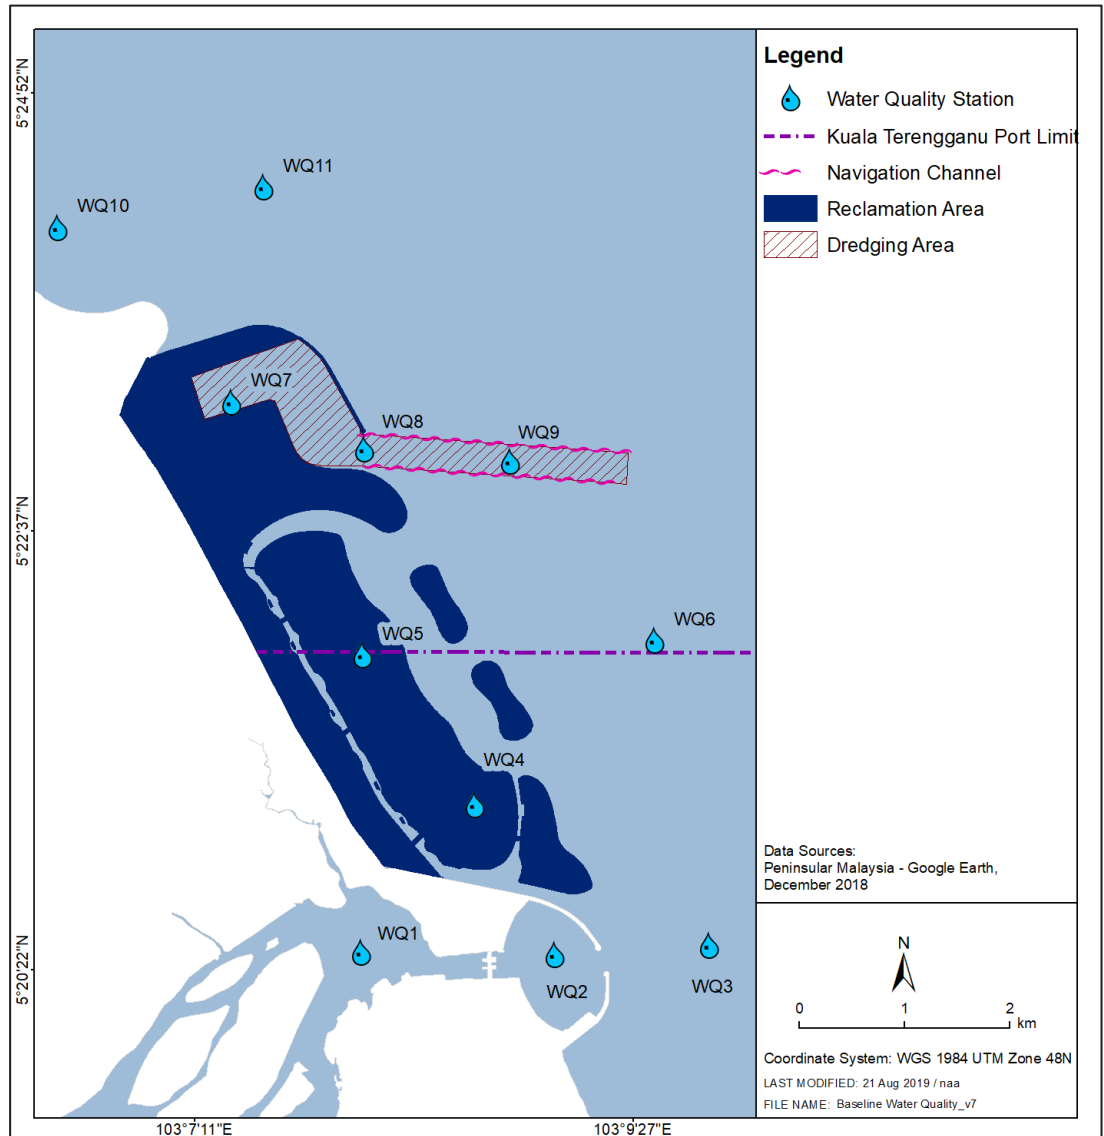 Legend
Water Quality Station
Kuala Terengganu Port Limit
Navigation Channel
Reclamation Area
Dredging Area
5°24'52"N
WQ11
WQ10
WQ7
WQ8
WQ9
5°22'37"N
WQ6
WQ5
WQ4
Data Sources:
Peninsular Malaysia - Google Earth,
December 2018
WQ1
WQ2
WQ3
5°20'22"N
N
0 1 2
km
Coordinate System: WGS 1984 UTM Zone 48N
LAST MODIFIED: 21 Aug 2019 / naa
FILE NAME: Baseline Water Quality_v7
103°7'11"E
103°9'27"E